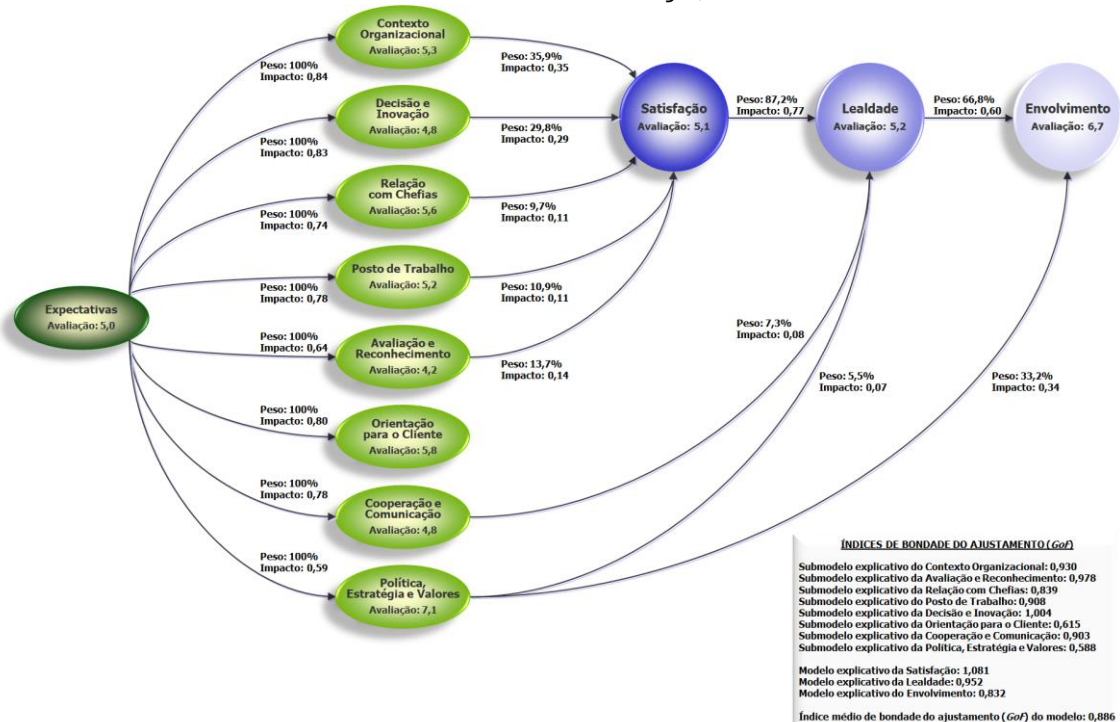 Contexto
Organizacional
Avaliação: 5,3
Peso: 100%
Impacto: 0,84
Peso: 35,9%
Impacto: 0,35
Decisão e
Inovação
Avaliação: 4,8
Peso: 100%
Impacto: 0,83
Peso: 29,8%
Impacto: 0,29
Satisfação
Avaliação: 5,1
Peso: 87,2%
Impacto: 0,77
Lealdade
Avaliação: 5,2
Peso: 66,8%
Impacto: 0,60
Envolvimento
Avaliação: 6,7
Relação
com Chefias
Avaliação: 5,6
Peso: 100%
Impacto: 0,74
Peso: 9,7%
Impacto: 0,11
Posto de Trabalho
Avaliação: 5,2
Peso: 100%
Impacto: 0,78
Peso: 10,9%
Impacto: 0,11
Expectativas
Avaliação: 5,0
Peso: 100%
Impacto: 0,64
Avaliação e
Reconhecimento
Avaliação: 4,2
Peso: 13,7%
Impacto: 0,14
Peso: 7,3%
Impacto: 0,08
Peso: 5,5%
Impacto: 0,07
Peso: 33,2%
Impacto: 0,34
Peso: 100%
Impacto: 0,80
Orientação
para o Cliente
Avaliação: 5,8
Peso: 100%
Impacto: 0,78
Cooperação e
Comunicação
Avaliação: 4,8
Peso: 100%
Impacto: 0,59
Política,
Estratégia e Valores
Avaliação: 7,1
ÍNDICES DE BONDADE DO AJUSTAMENTO (GoF)
Submodelo explicativo do Contexto Organizacional: 0,930
Submodelo explicativo da Avaliação e Reconhecimento: 0,978
Submodelo explicativo da Relação com Chefias: 0,839
Submodelo explicativo do Posto de Trabalho: 0,908
Submodelo explicativo da Decisão e Inovação: 1,004
Submodelo explicativo da Orientação para o Cliente: 0,615
Submodelo explicativo da Cooperação e Comunicação: 0,903
Submodelo explicativo da Política, Estratégia e Valores: 0,588
Modelo explicativo da Satisfação: 1,081
Modelo explicativo da Lealdade: 0,952
Modelo explicativo do Envolvimento: 0,832
Índice médio de bondade do ajustamento (GoF) do modelo: 0,886